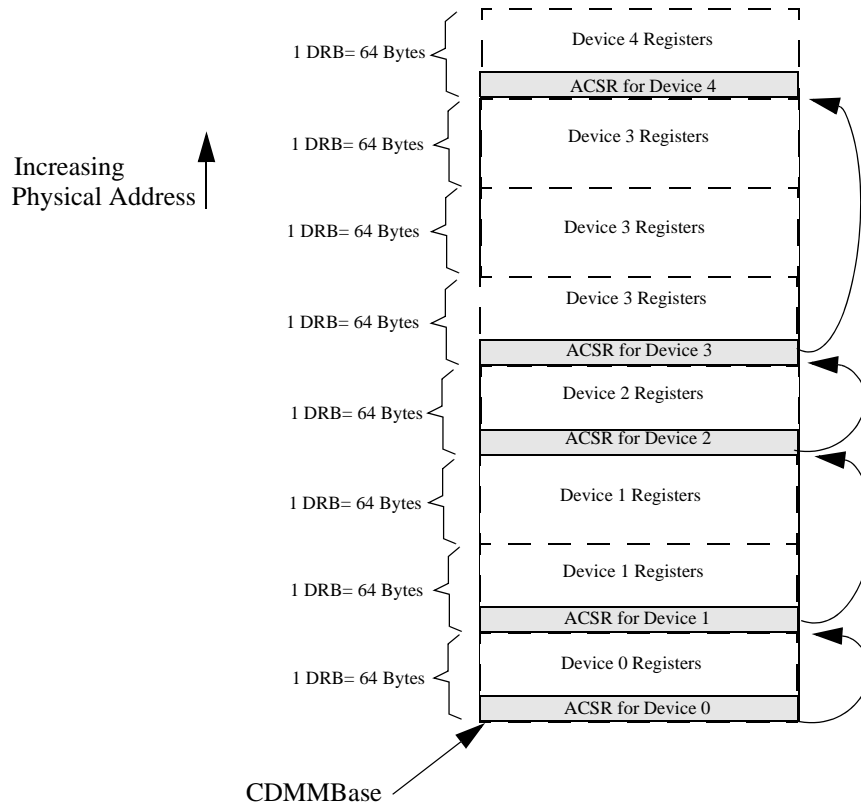 Device 4 Registers
1 DRB= 64 Bytes
ACSR for Device 4
1 DRB= 64 Bytes
Device 3 Registers
Increasing
Physical Address
1 DRB= 64 Bytes
Device 3 Registers
Device 3 Registers
1 DRB= 64 Bytes
ACSR for Device 3
Device 2 Registers
1 DRB= 64 Bytes
ACSR for Device 2
1 DRB= 64 Bytes
Device 1 Registers
Device 1 Registers
1 DRB= 64 Bytes
ACSR for Device 1
Device 0 Registers
1 DRB= 64 Bytes
ACSR for Device 0
CDMMBase